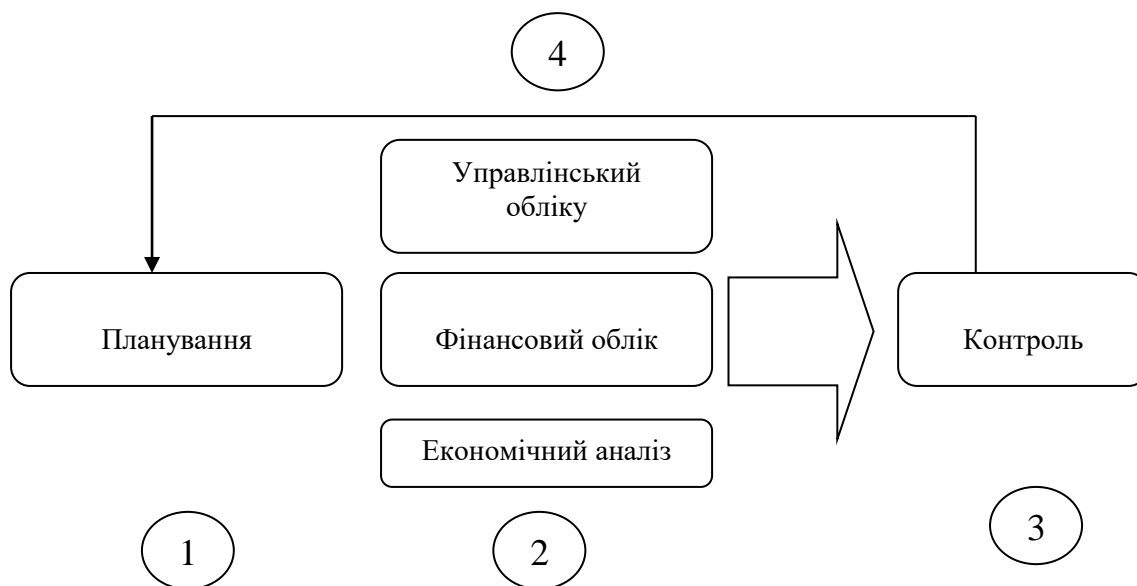 4
Управлінський
обліку
Планування
Фінансовий облік
Контроль
Економічний аналіз
1
2
3